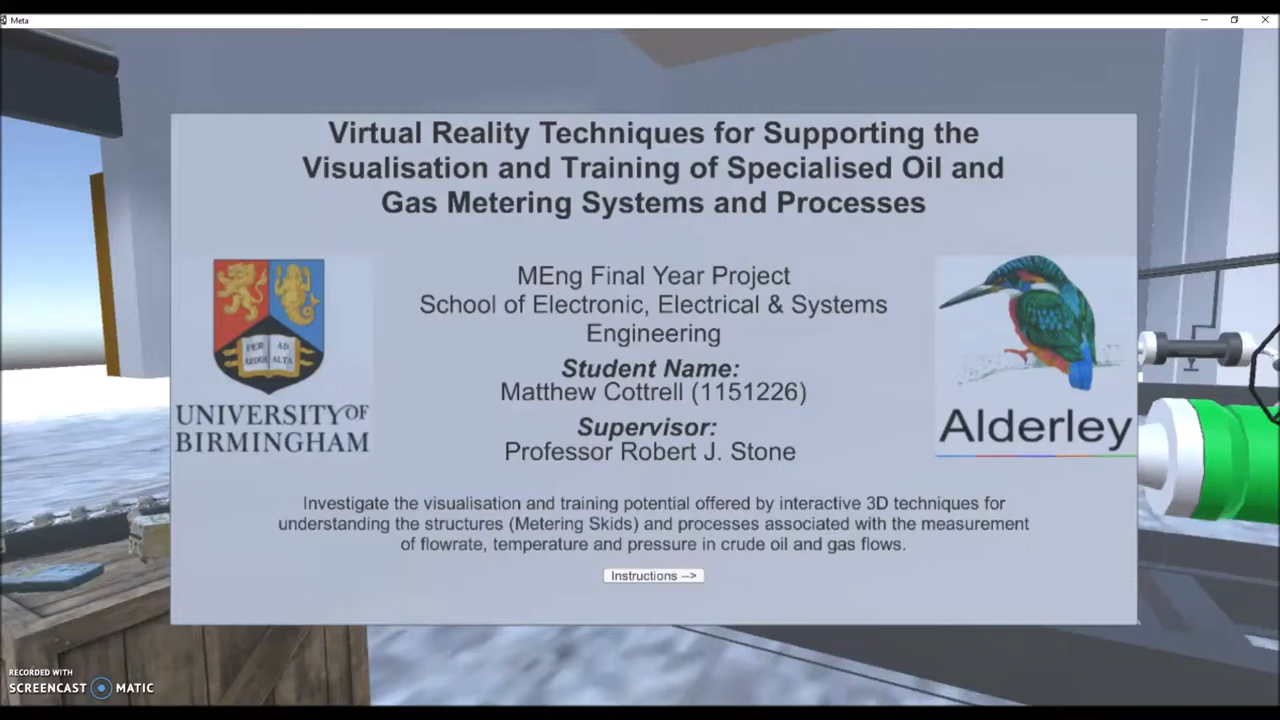 Meta
Virtual Reality Techniques for Supporting the
Visualisation and Training of Specialised Oil and
Gas Metering Systems and Processes
MEng Final Year Project
School of Electronic, Electrical & Systems
Engineering
Student Name:
Matthew Cottrell (1151226)
Supervisor:
Professor Robert J. Stone
PER AD
ARDUA ALTA
UNIVERSITY OF
BIRMINGHAM
Alderley
Investigate the visualisation and training potential offered by interactive 3D techniques for
understanding the structures (Metering Skids) and processes associated with the measurement
of flowrate, temperature and pressure in crude oil and gas flows.
Instructions -->
RECORDED WITH
SCREENCAST MATIC